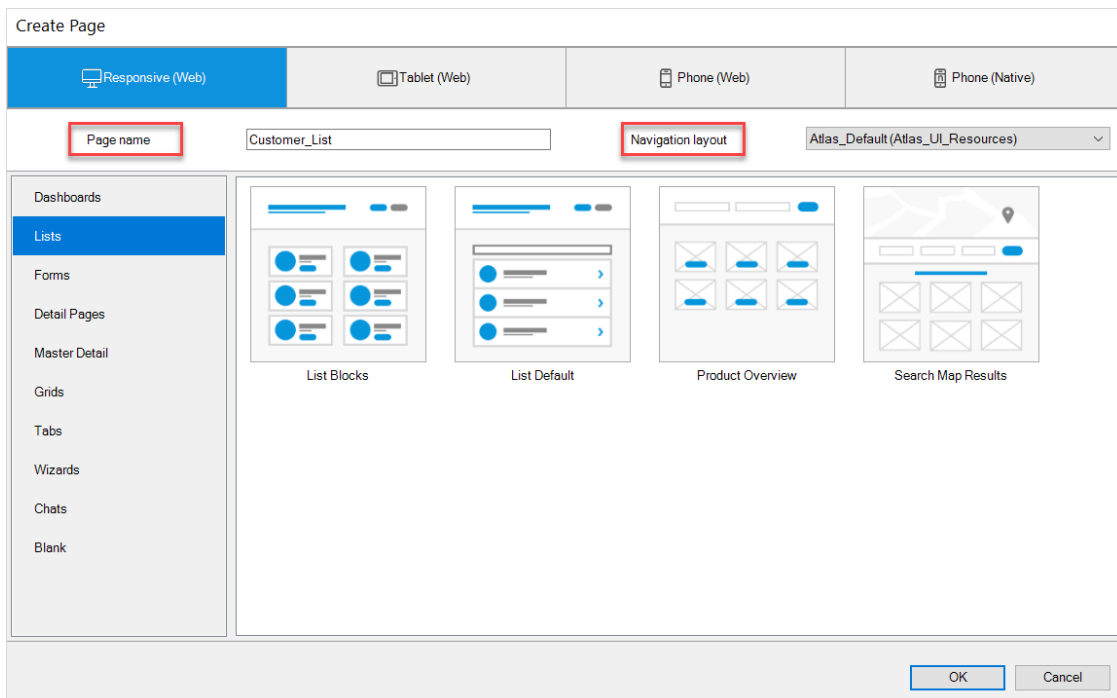 Create Page
Responsive (Web)
Tablet (Web)
Phone (Web)
Phone (Native)
Page name
Customer_List
Navigation layout
Atlas_Default (Atlas_UI_Resources)
Dashboards
Lists
Forms
Detail Pages
Master Detail
Grids
Tabs
Wizards
Chats
Blank
List Blocks
List Default
Product Overview
Search Map Results
OK
Cancel